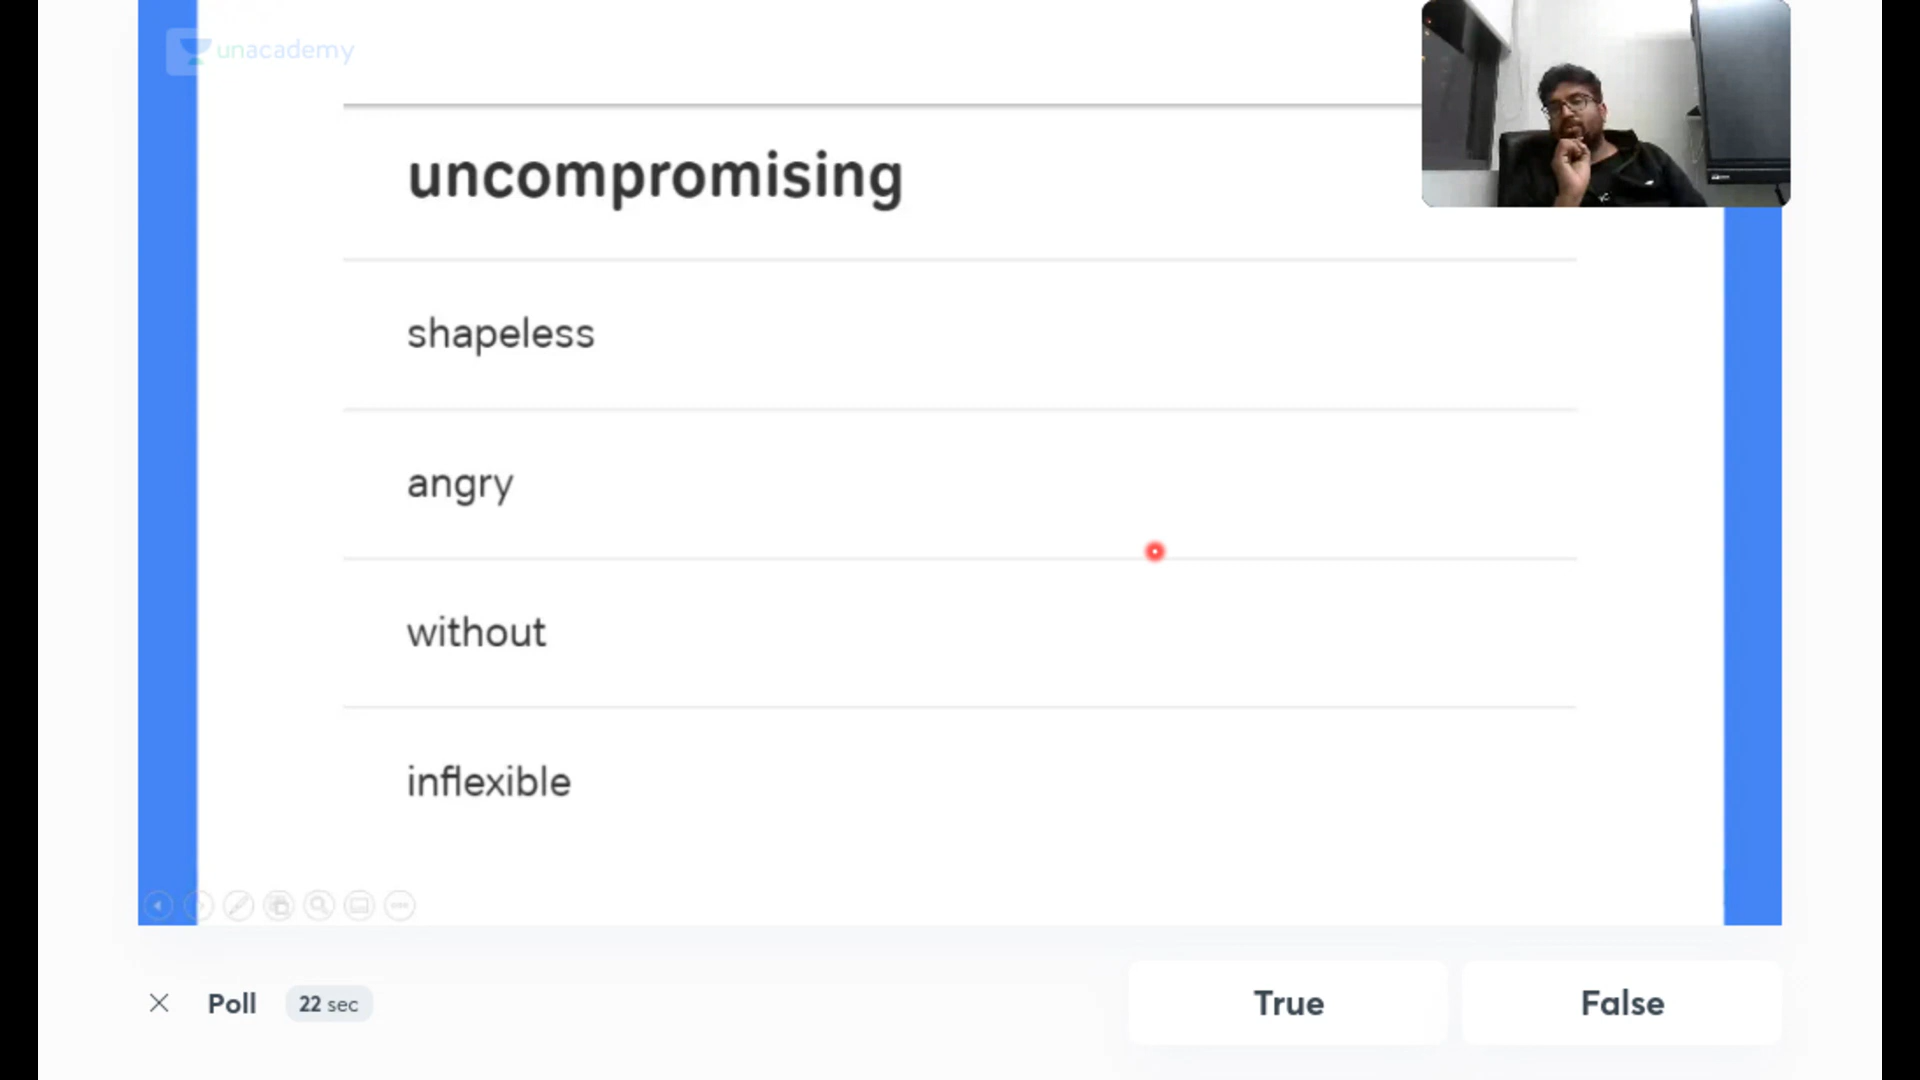 unacademy
uncompromising
shapeless
angry
without
inflexible
Poll 22 sec True False